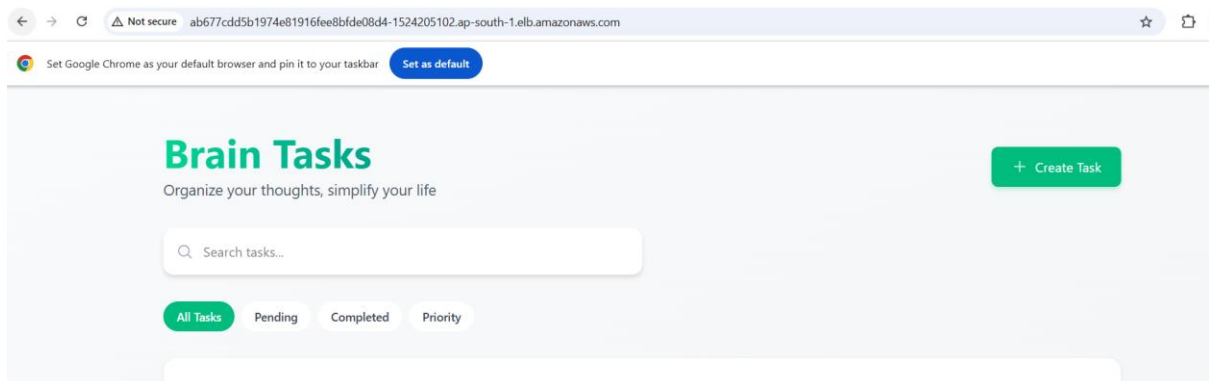 Not secure ab677cdd5b1974e81916fee8bfde08d4-1524205102.ap-south-1.elb.amazonaws.com
Set Google Chrome as your default browser and pin it to your taskbar Set as default
Brain Tasks
+ Create Task
Organize your thoughts, simplify your life
Search tasks...
All Tasks Pending Completed Priority